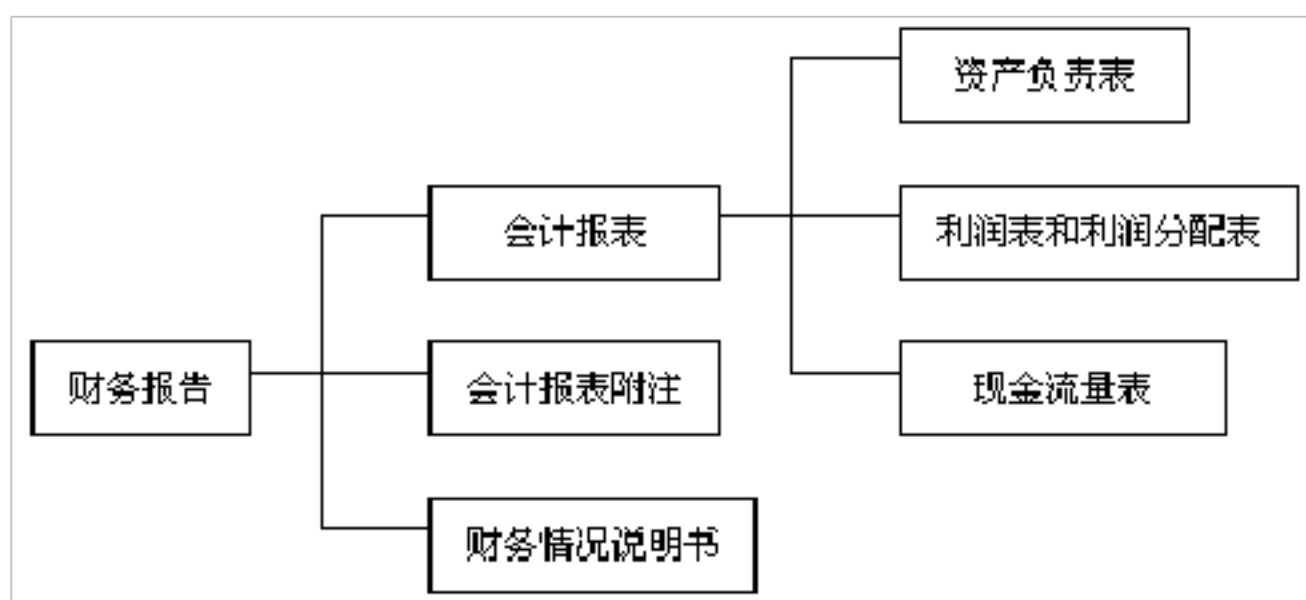 资产负责表
会计报表
利润表和利润分配表
财务报告
会计报表附注
现金流量表
财务情况说明书